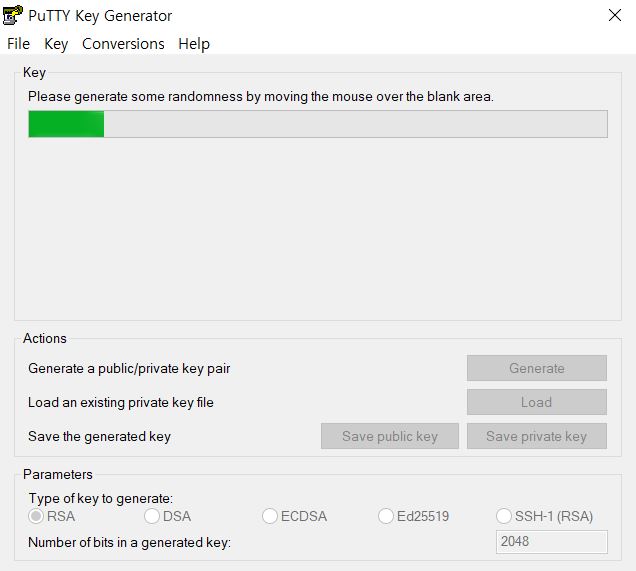 PuTTY Key Generator
File Key Conversions Help
Key
Please generate some randomness by moving the mouse over the blank area.
Actions
Generate a public/private key pair Generate
Load an existing private key file Load
Save the generated key Save public key Save private key
Parameters
Type of key to generate:
RSA DSA ECDSA Ed25519 SSH-1 (RSA)
Number of bits in a generated key: 2048